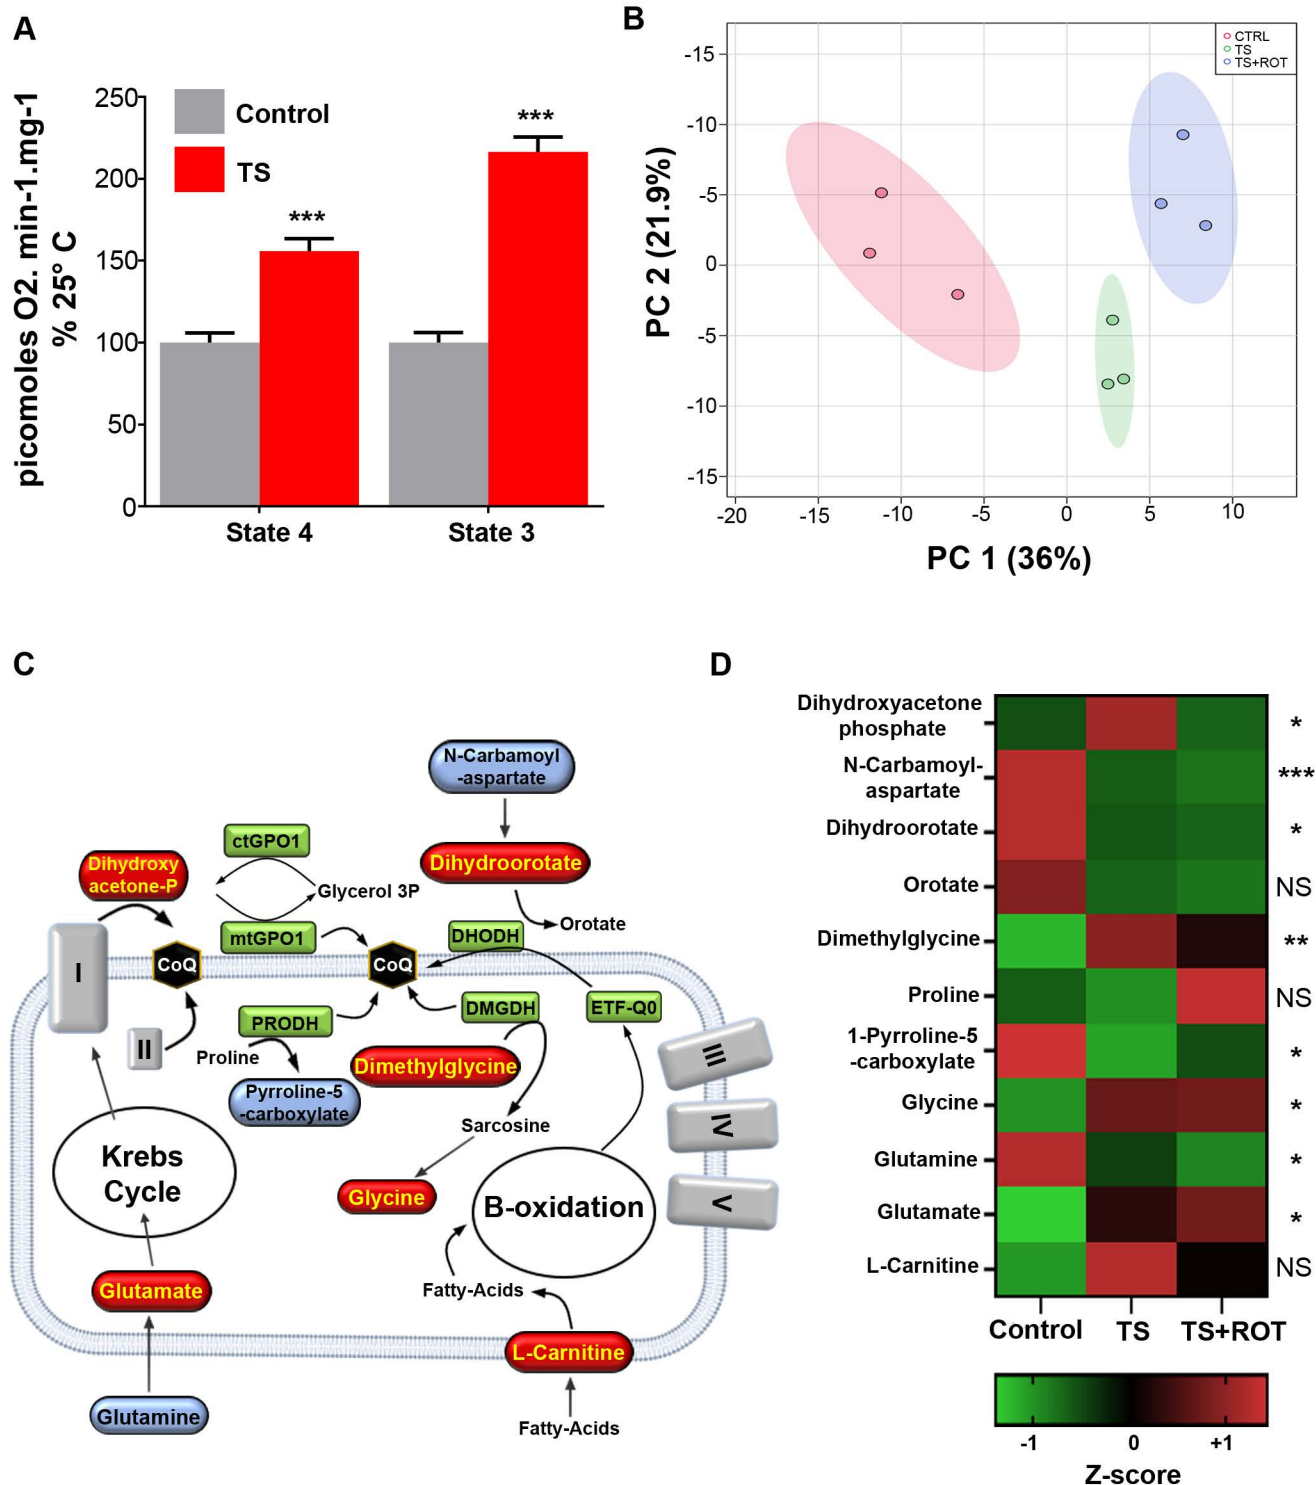 A
picomoles O2. min-1.mg-1
% 25° C
250
200
150
100
50
0
Control
TS
***
***
State 4
State 3
B
CTRL
TS
TS+ROT
PC 2 (21.9%)
-15
-10
-5
0
-5
-10
-15
-20
-15
-10
-5
0
5
10
PC 1 (36%)
C
N-Carbamoyl
-aspartate
Dihydroorotate
Orotate
ctGPO1
Glycerol 3P
mtGPO1
Dihydroxy
acetone-P
I
CoQ
II
CoQ
DHODH
PRODH
Proline
Pyrroline-5
-carboxylate
DMGDH
Dimethylglycine
Sarcosine
Glycine
ETF-Q0
III
IV
V
Krebs
Cycle
B-oxidation
Glutamate
Glutamine
Fatty-Acids
L-Carnitine
Fatty-Acids
D
Dihydroxyacetone
phosphate
*
N-Carbamoyl-
aspartate
***
Dihydroorotate
*
Orotate
NS
Dimethylglycine
**
Proline
NS
1-Pyrroline-5
-carboxylate
*
Glycine
*
Glutamine
*
Glutamate
*
L-Carnitine
NS
Control
TS
TS+ROT
-1
0
+1
Z-score